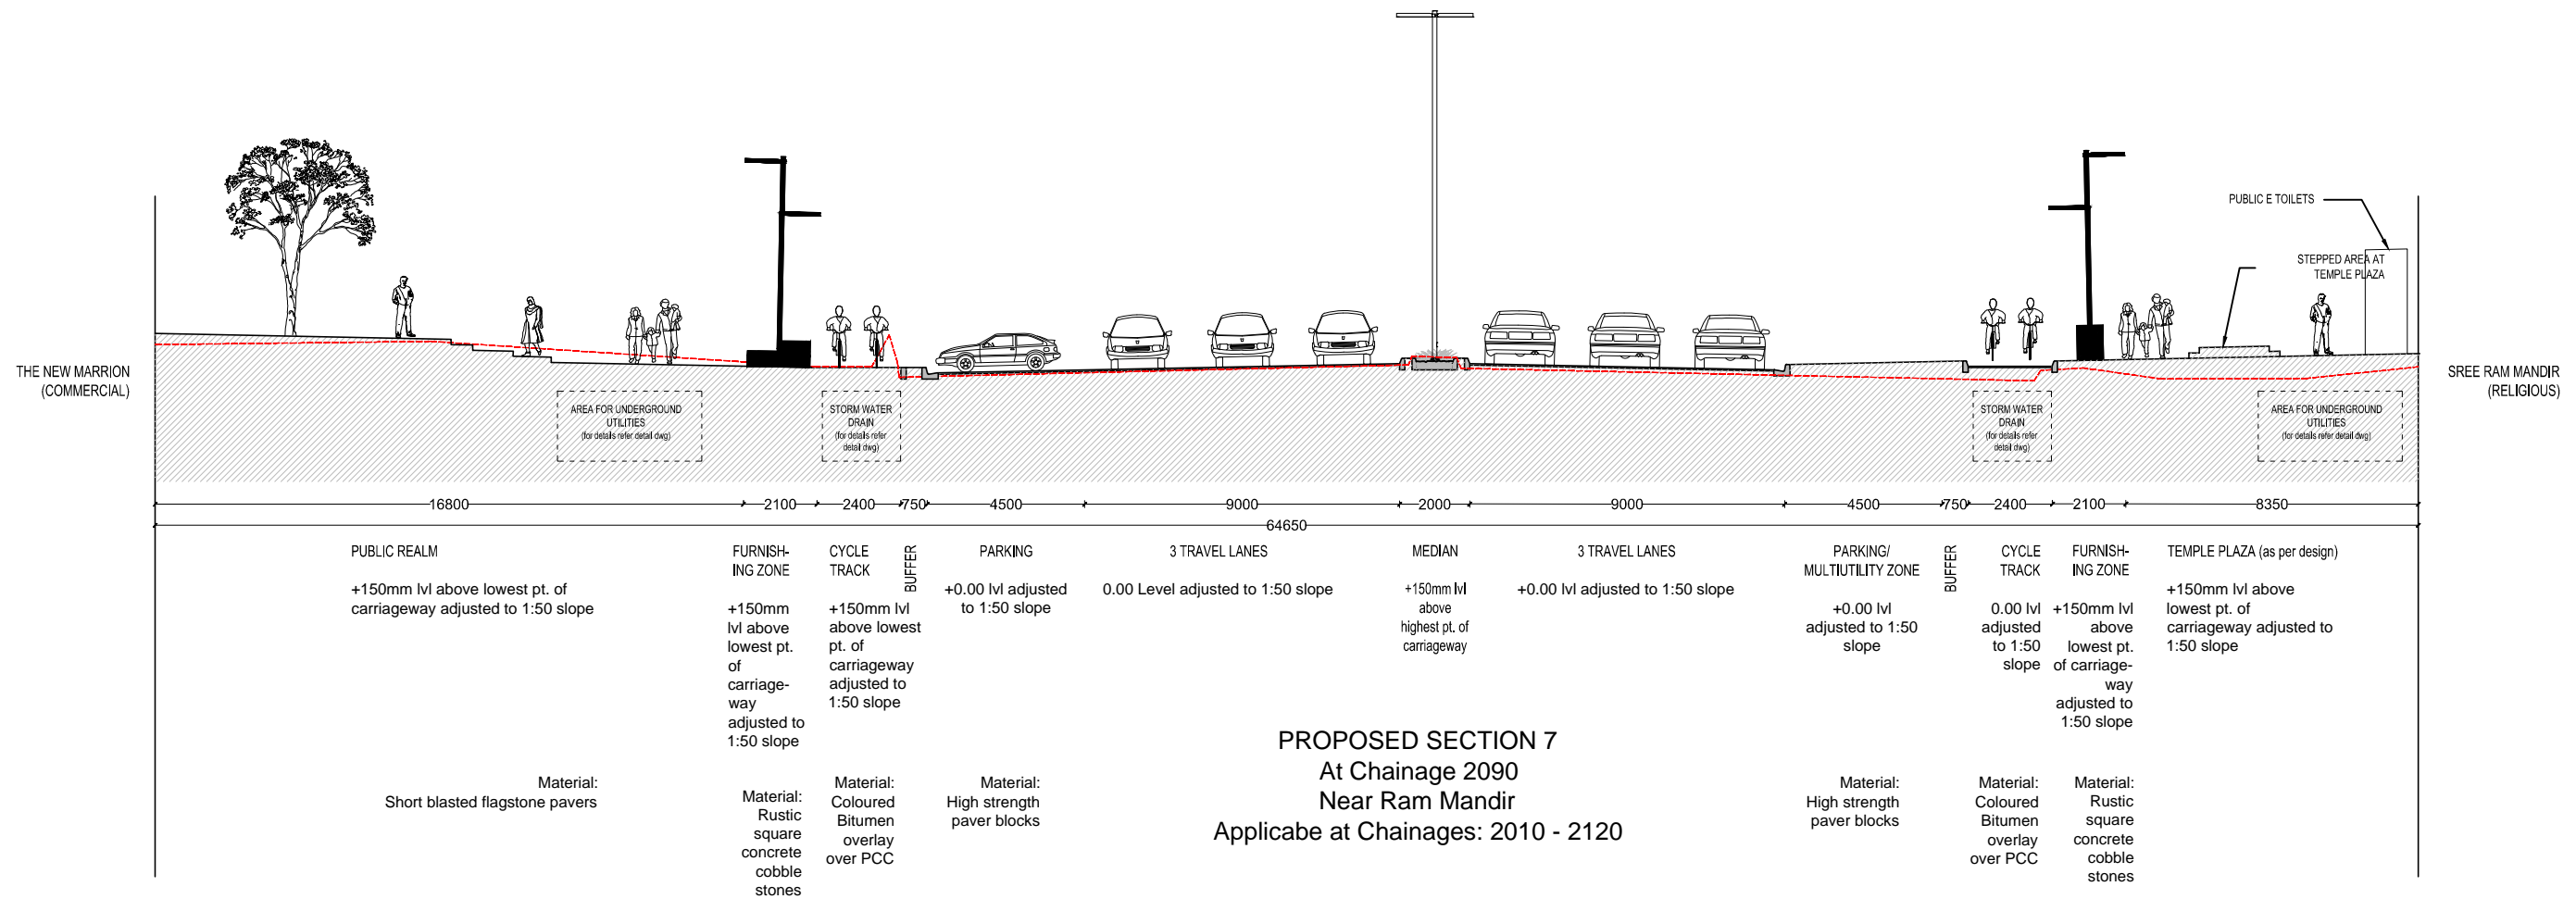 PUBLIC E TOILETS
STEPPED AREA AT
TEMPLE PLAZA
THE NEW MARRION
(COMMERCIAL)
SREE RAM MANDIR
(RELIGIOUS)
AREA FOR UNDERGROUND
UTILITIES
(for details refer detail dwg)
STORM WATER
DRAIN
(for details refer
detail dwg)
STORM WATER
DRAIN
(for details refer
detail dwg)
AREA FOR UNDERGROUND
UTILITIES
(for details refer detail dwg)
16800
2100
2400
750
4500
9000
2000
9000
4500
750
2400
2100
8350
64650
PUBLIC REALM
+150mm lvl above lowest pt. of
carriageway adjusted to 1:50 slope
FURNISH-
ING ZONE
+150mm
lvl above
lowest pt.
of
carriage-
way
adjusted to
1:50 slope
CYCLE
TRACK
+150mm lvl
above lowest
pt. of
carriageway
adjusted to
1:50 slope
BUFFER
PARKING
+0.00 lvl adjusted
to 1:50 slope
3 TRAVEL LANES
0.00 Level adjusted to 1:50 slope
MEDIAN
+150mm lvl
above
highest pt. of
carriageway
3 TRAVEL LANES
+0.00 lvl adjusted to 1:50 slope
PARKING/
MULTIUTILITY ZONE
+0.00 lvl
adjusted to 1:50
slope
BUFFER
CYCLE
TRACK
0.00 lvl
adjusted
to 1:50
slope
FURNISH-
ING ZONE
+150mm lvl
above
lowest pt.
of carriage-
way
adjusted to
1:50 slope
TEMPLE PLAZA (as per design)
+150mm lvl above
lowest pt. of
carriageway adjusted to
1:50 slope
Material:
Short blasted flagstone pavers
Material:
Rustic
square
concrete
cobble
stones
Material:
Coloured
Bitumen
overlay
over PCC
Material:
High strength
paver blocks
PROPOSED SECTION 7
At Chainage 2090
Near Ram Mandir
Applicabe at Chainages: 2010 - 2120
Material:
High strength
paver blocks
Material:
Coloured
Bitumen
overlay
over PCC
Material:
Rustic
square
concrete
cobble
stones